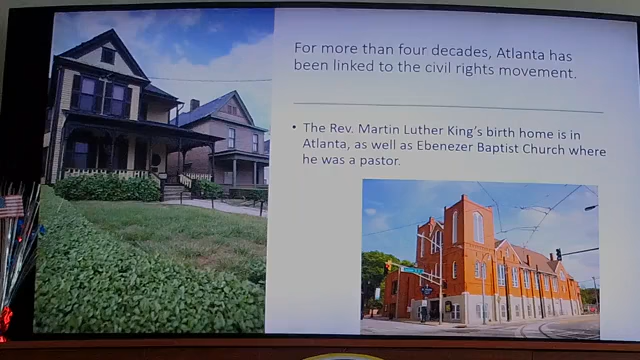 For more than four decades, Atlanta has
been linked to the civil rights movement.
• The Rev. Martin Luther King's birth home is in
Atlanta, as well as Ebenezer Baptist Church where
he was a pastor.